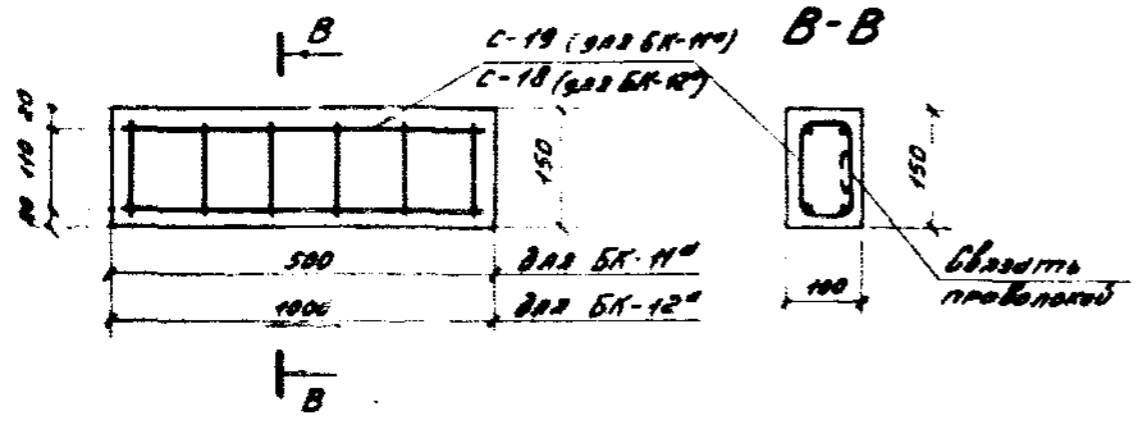 В
В-В
С-19 (для БК-11ª)
С-18 (для БК-12ª)
20
110
20
150
150
500
для БК-11ª
1000
для БК-12ª
100
Связать
проволокой
В